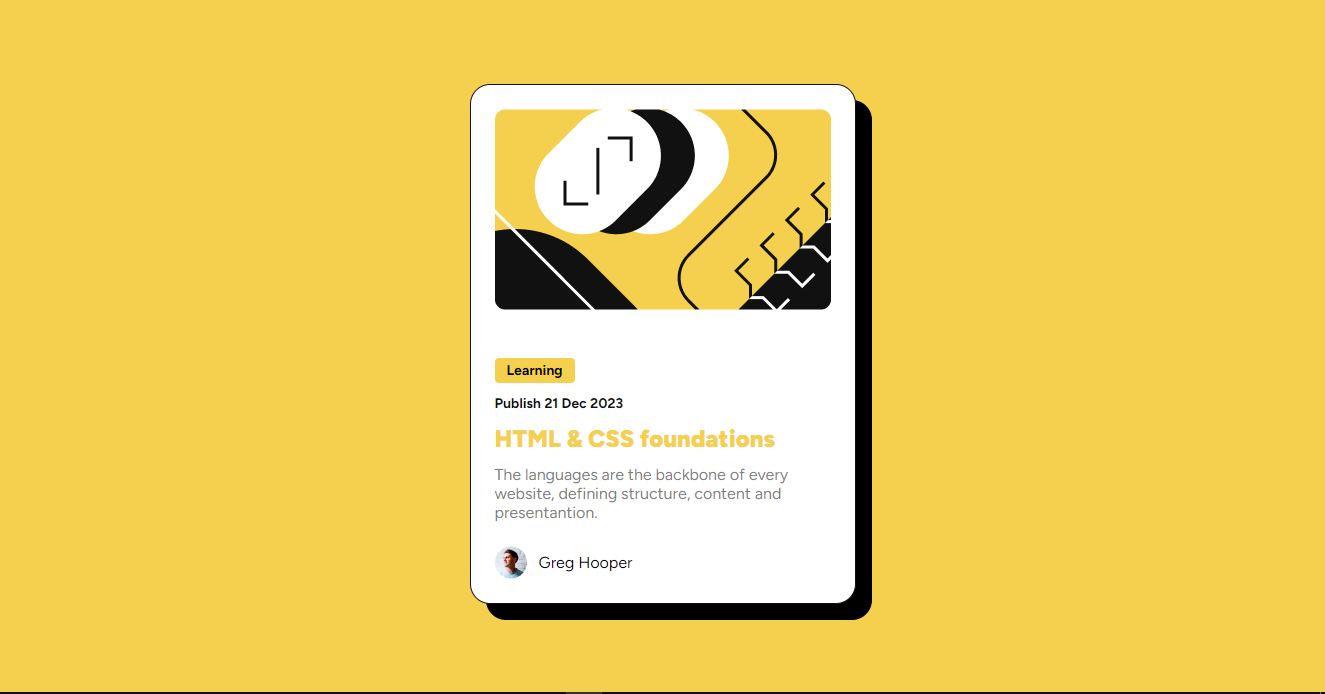 Learning
Publish 21 Dec 2023
HTML & CSS foundations
The languages are the backbone of every
website, defining structure, content and
presentantion.
Greg Hooper